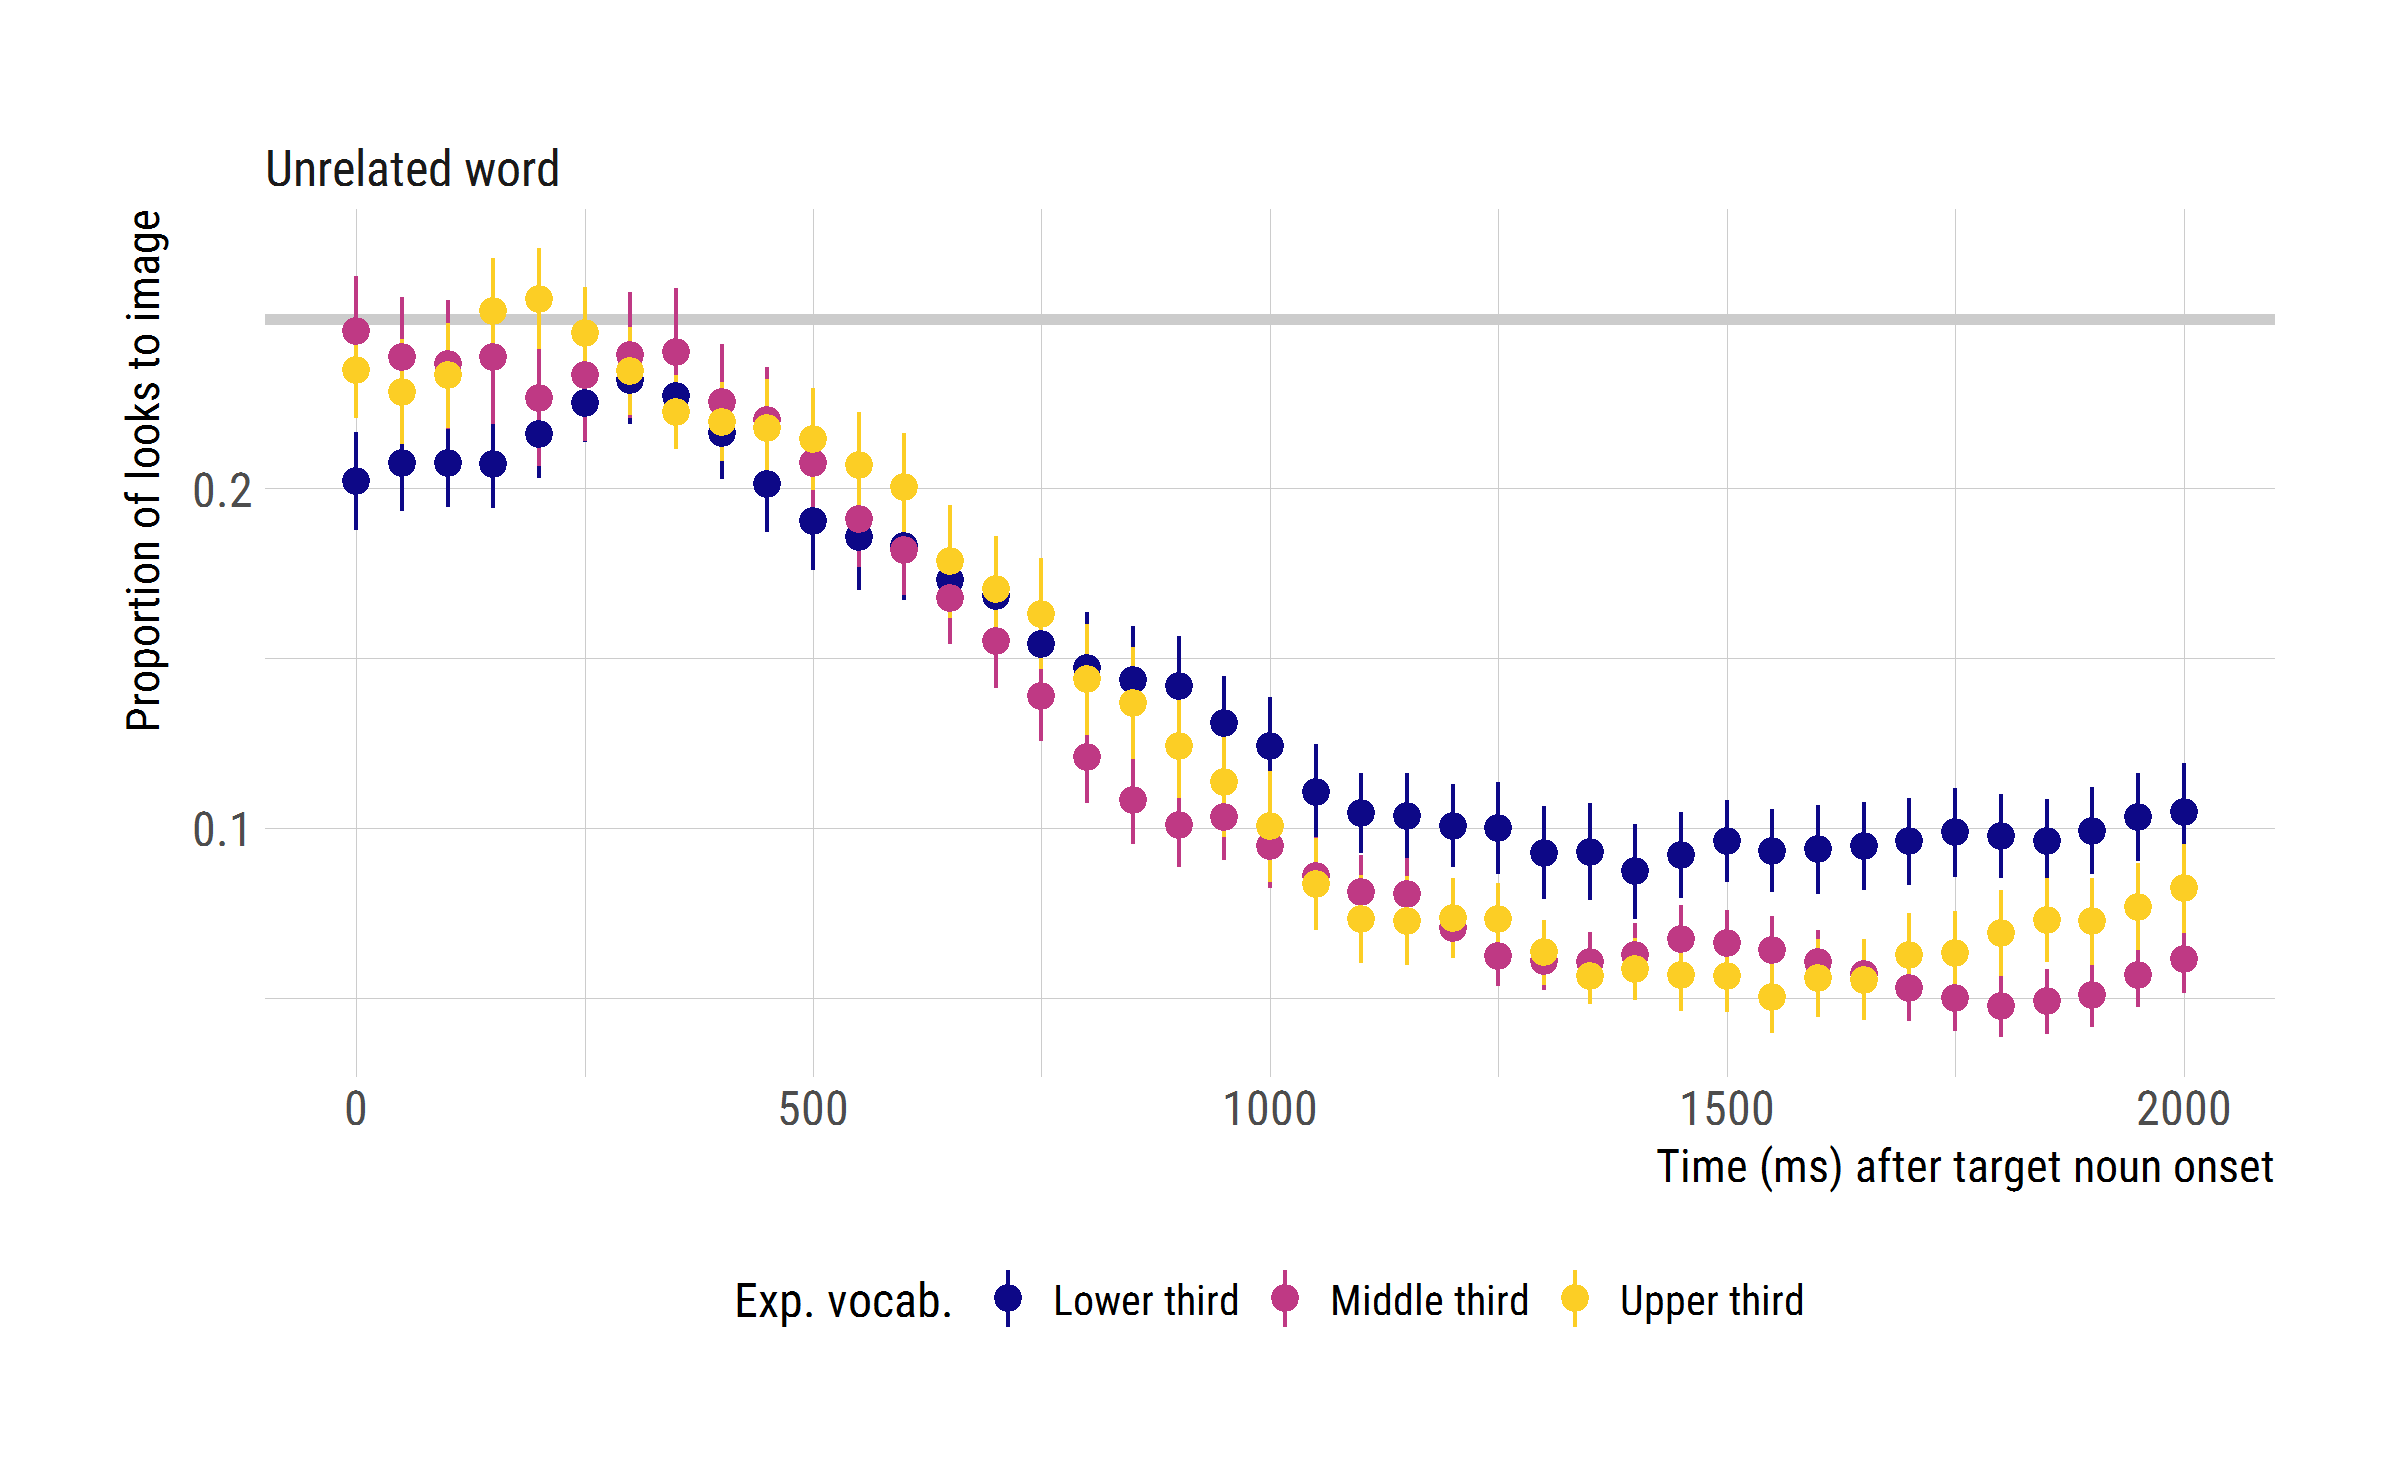 Unrelated word
Proportion of looks to image
0.2
0.1
0 500 1000 1500 2000
Time (ms) after target noun onset
Exp. vocab. Lower third Middle third Upper third